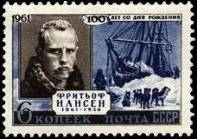 1961
100 ЛЕТ СО ДНЯ РОЖДЕНИЯ
ФРИТЬОФ
НАНСЕН
1861-1930
6 КОПЕЕК ПОЧТА СССР